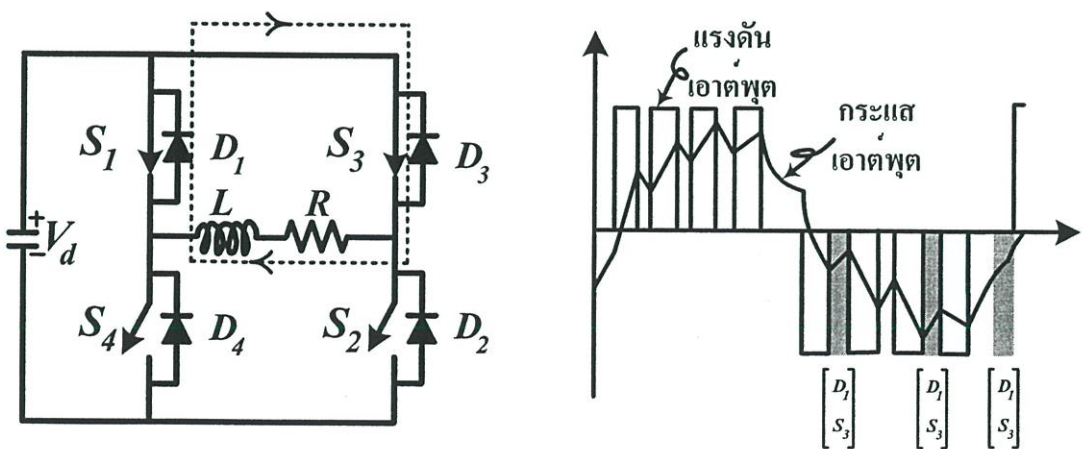 S1
D1
S3
D3
L
R
+
Vd
−
S4
D4
S2
D2
แรงดัน
เอาต์พุต
กระแส
เอาต์พุต
D1
S3
D1
S3
D1
S3